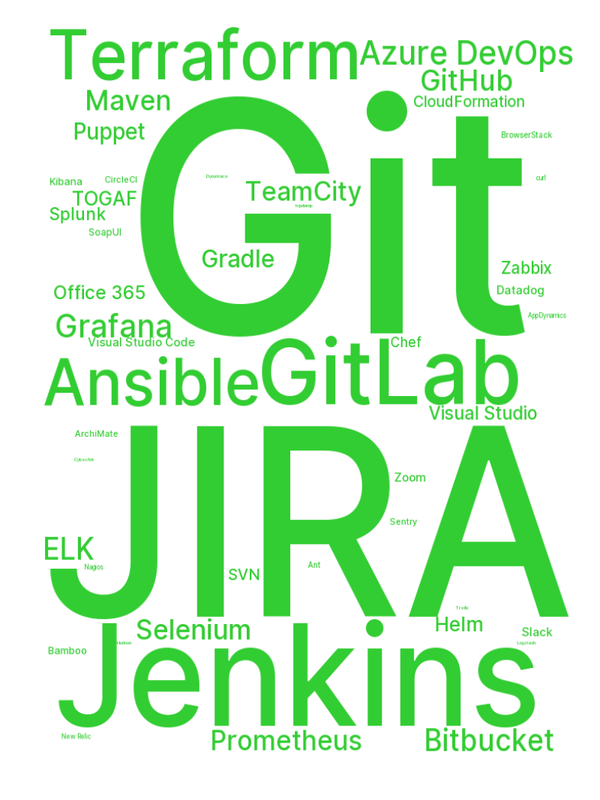 Terraform
Azure DevOps
GitHub
Maven
CloudFormation
Puppet
BrowserStack
Git
Kibana
CircleCI
curl
TeamCity
TOGAF
Splunk
SoapUI
Gradle
Zabbix
Office 365
Datadog
AppDynamics
Grafana
Visual Studio Code
Chef
Ansible
GitLab
Visual Studio
ArchiMate
JIRA
Zoom
Sentry
ELK
Nagios
Ant
SVN
Trello
Selenium
Helm
Slack
Bamboo
Jenkins
New Relic
Prometheus
Bitbucket